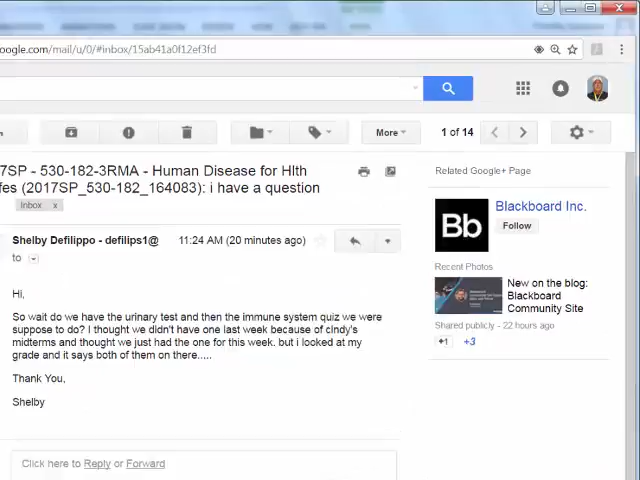 oogle.com/mail/u/0/#inbox/15ab41a0f12ef3fd
More
1 of 14
7SP - 530-182-3RMA - Human Disease for Hlth
fes (2017SP_530-182_164083): i have a question
Inbox x
Related Google+ Page
Bb
Blackboard Inc.
Follow
Shelby Defilippo - defilips1@
11:24 AM (20 minutes ago)
to
Recent Photos
New on the blog:
Blackboard
Community Site
Shared publicly - 22 hours ago
+1
+3
Hi,
So wait do we have the urinary test and then the immune system quiz we were
suppose to do? I thought we didn't have one last week because of cindy's
midterms and thought we just had the one for this week. but i looked at my
grade and it says both of them on there.....
Thank You,
Shelby
Click here to Reply or Forward